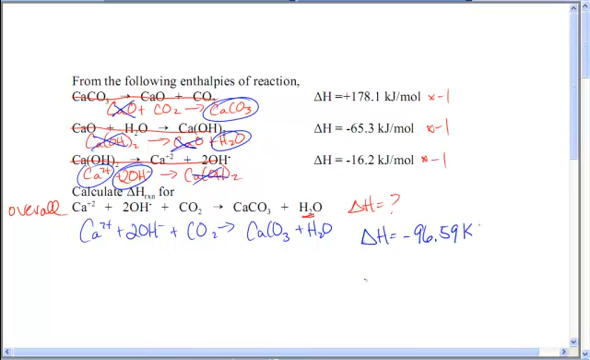 From the following enthalpies of reaction,
CaCO₃ → CaO + CO₂ ΔH =+178.1 kJ/mol x -1
CaO + CO₂ → CaCO₃
CaO + H₂O → Ca(OH)₂ ΔH = -65.3 kJ/mol x -1
Ca(OH)₂ → CaO + H₂O
Ca(OH)₂ → Ca⁻² + 2OH⁻ ΔH = -16.2 kJ/mol x -1
Ca²⁺ 2OH⁻ → Ca(OH)₂
Calculate ΔHrxn for
overall Ca⁻² + 2OH⁻ + CO₂ → CaCO₃ + H₂O ΔH = ?
Ca²⁺ + 2OH⁻ + CO₂ → CaCO₃ + H₂O ΔH = -96.59 K